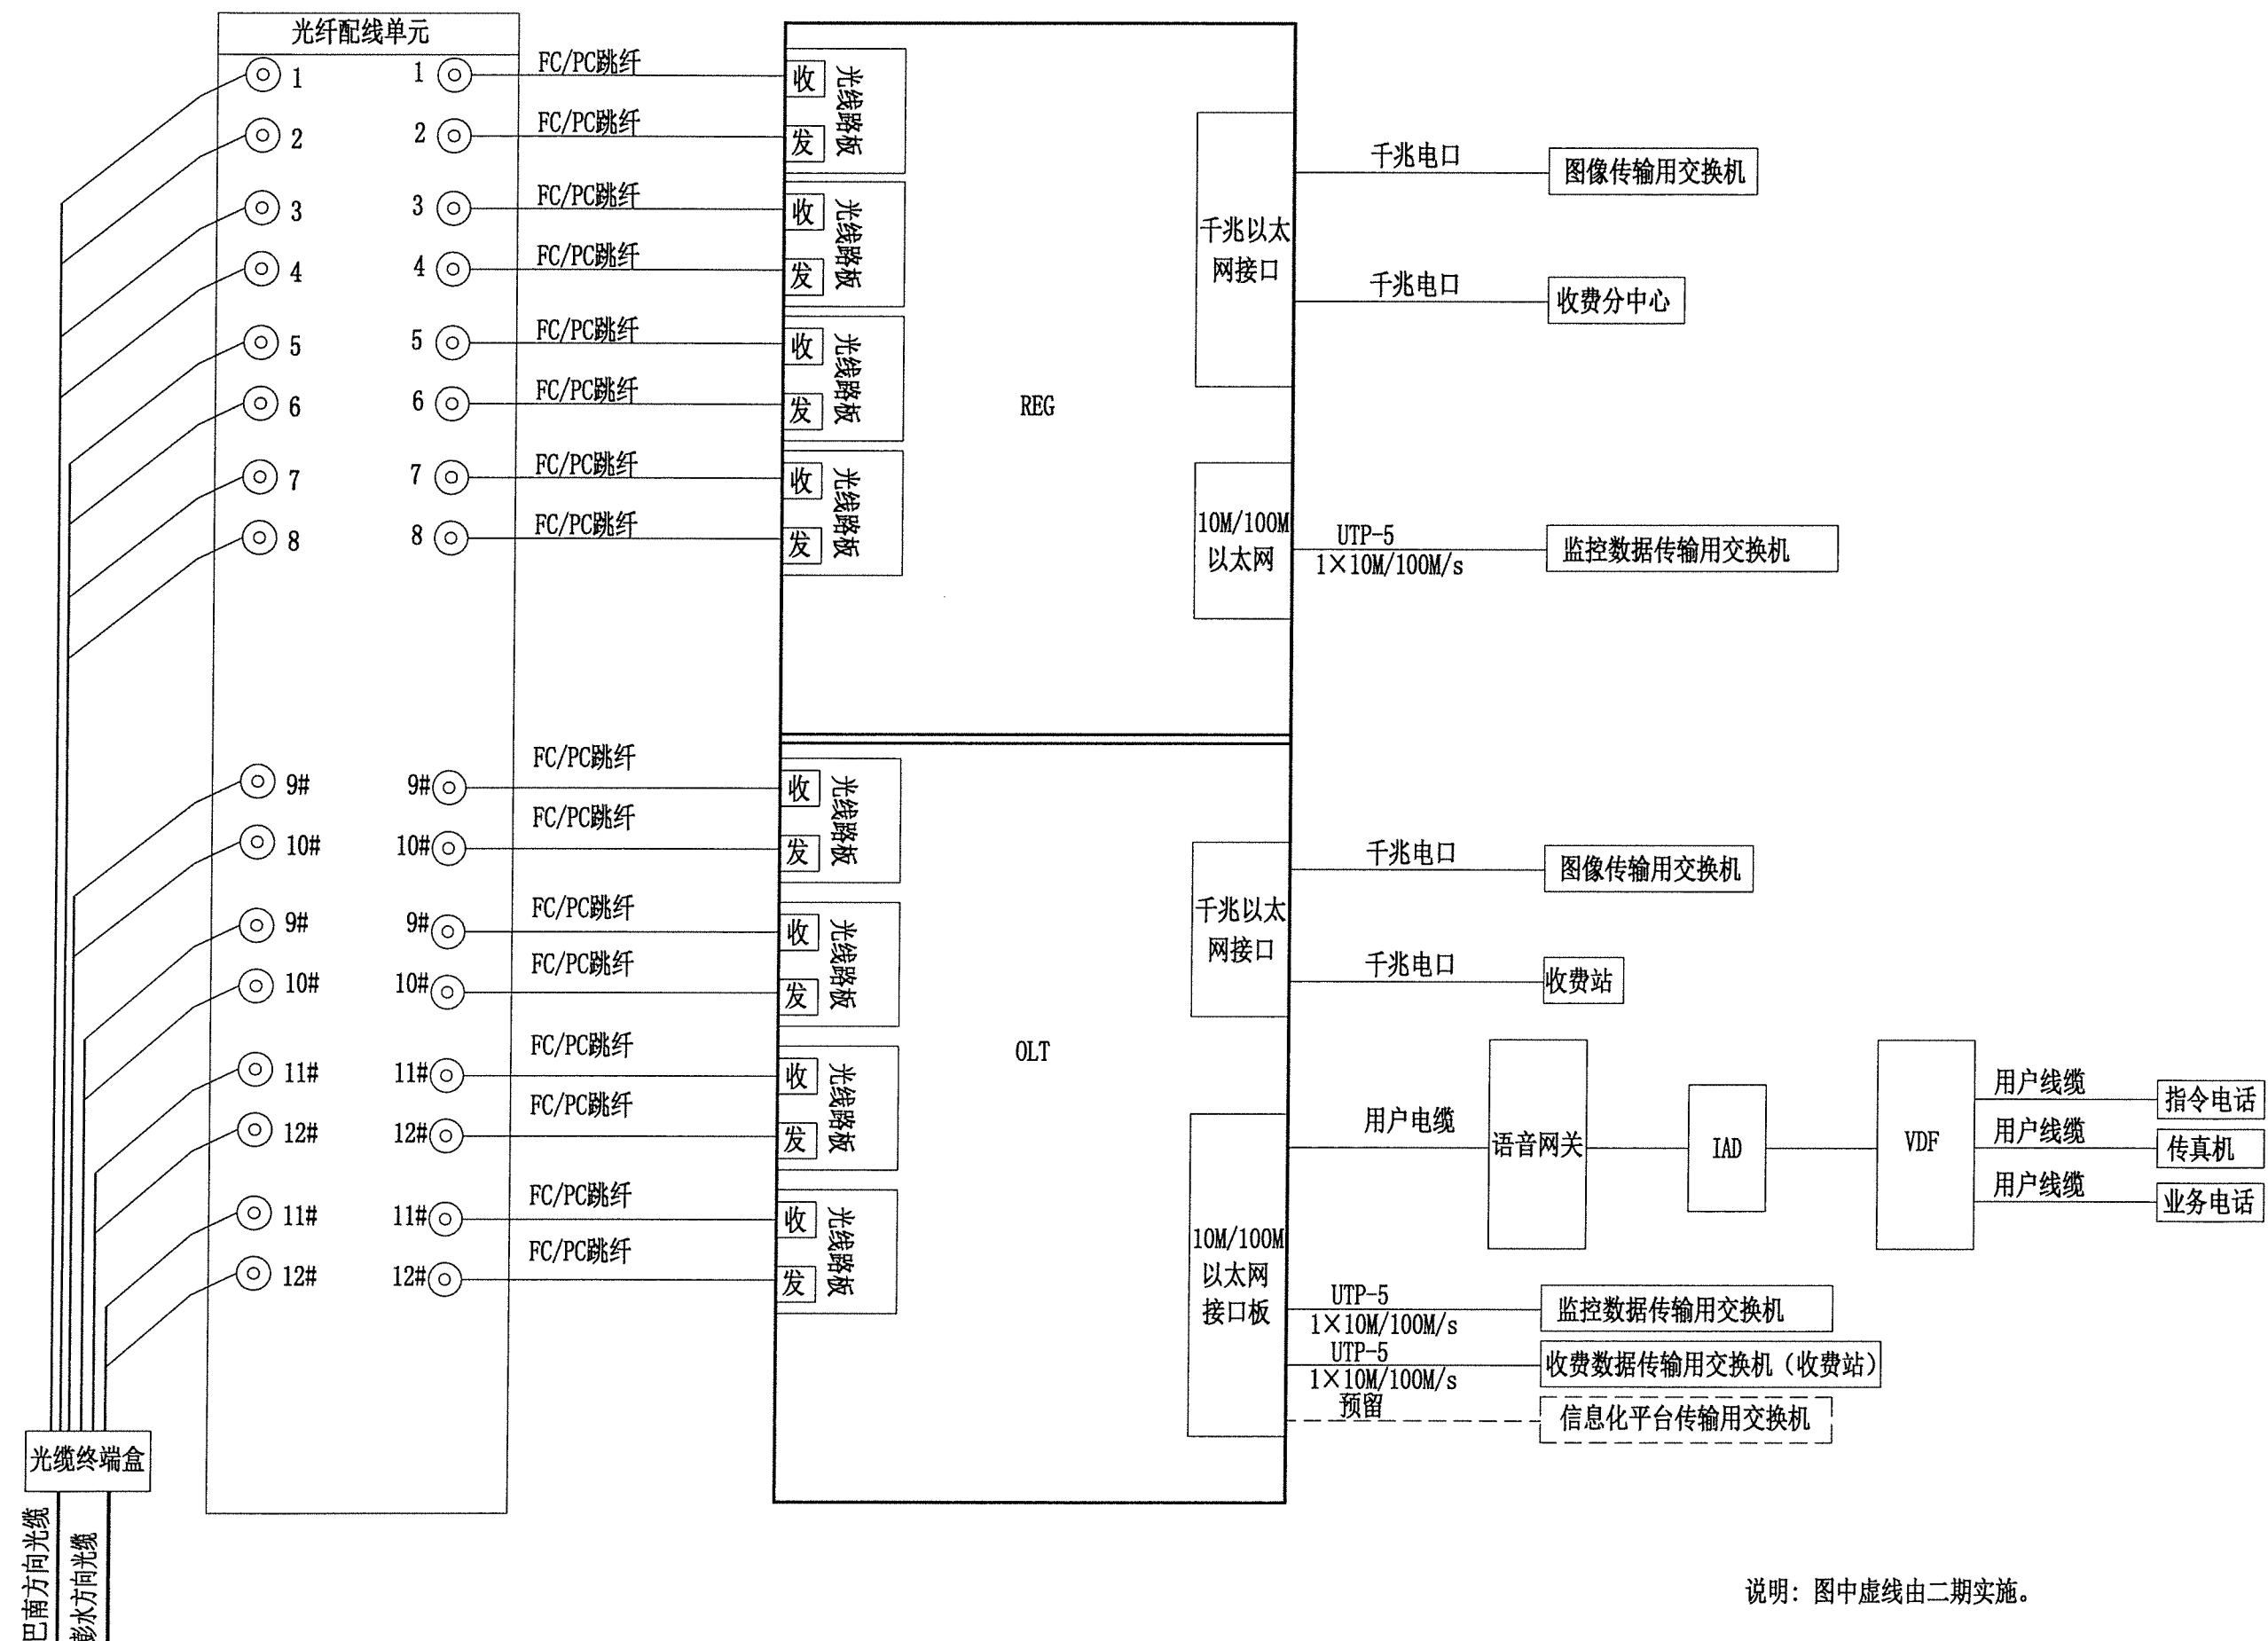 光纤配线单元
1
1
FC/PC跳纤
收
光线路板
2
2
FC/PC跳纤
发
3
3
FC/PC跳纤
收
光线路板
4
4
FC/PC跳纤
发
5
5
FC/PC跳纤
收
光线路板
6
6
FC/PC跳纤
发
7
7
FC/PC跳纤
收
光线路板
8
8
FC/PC跳纤
发
REG
千兆以太
网接口
千兆电口
图像传输用交换机
千兆电口
收费分中心
10M/100M
以太网
UTP-5
1×10M/100M/s
监控数据传输用交换机
9#
9#
FC/PC跳纤
收
光线路板
10#
10#
FC/PC跳纤
发
9#
9#
FC/PC跳纤
收
光线路板
10#
10#
FC/PC跳纤
发
11#
11#
FC/PC跳纤
收
光线路板
12#
12#
FC/PC跳纤
发
11#
11#
FC/PC跳纤
收
光线路板
12#
12#
FC/PC跳纤
发
OLT
千兆以太
网接口
千兆电口
图像传输用交换机
千兆电口
收费站
10M/100M
以太网
接口板
用户电缆
语音网关
IAD
VDF
用户线缆
指令电话
用户线缆
传真机
用户线缆
业务电话
UTP-5
1×10M/100M/s
监控数据传输用交换机
UTP-5
1×10M/100M/s
收费数据传输用交换机（收费站）
预留
信息化平台传输用交换机
光缆终端盒
巴南方向光缆
彭水方向光缆
说明：图中虚线由二期实施。